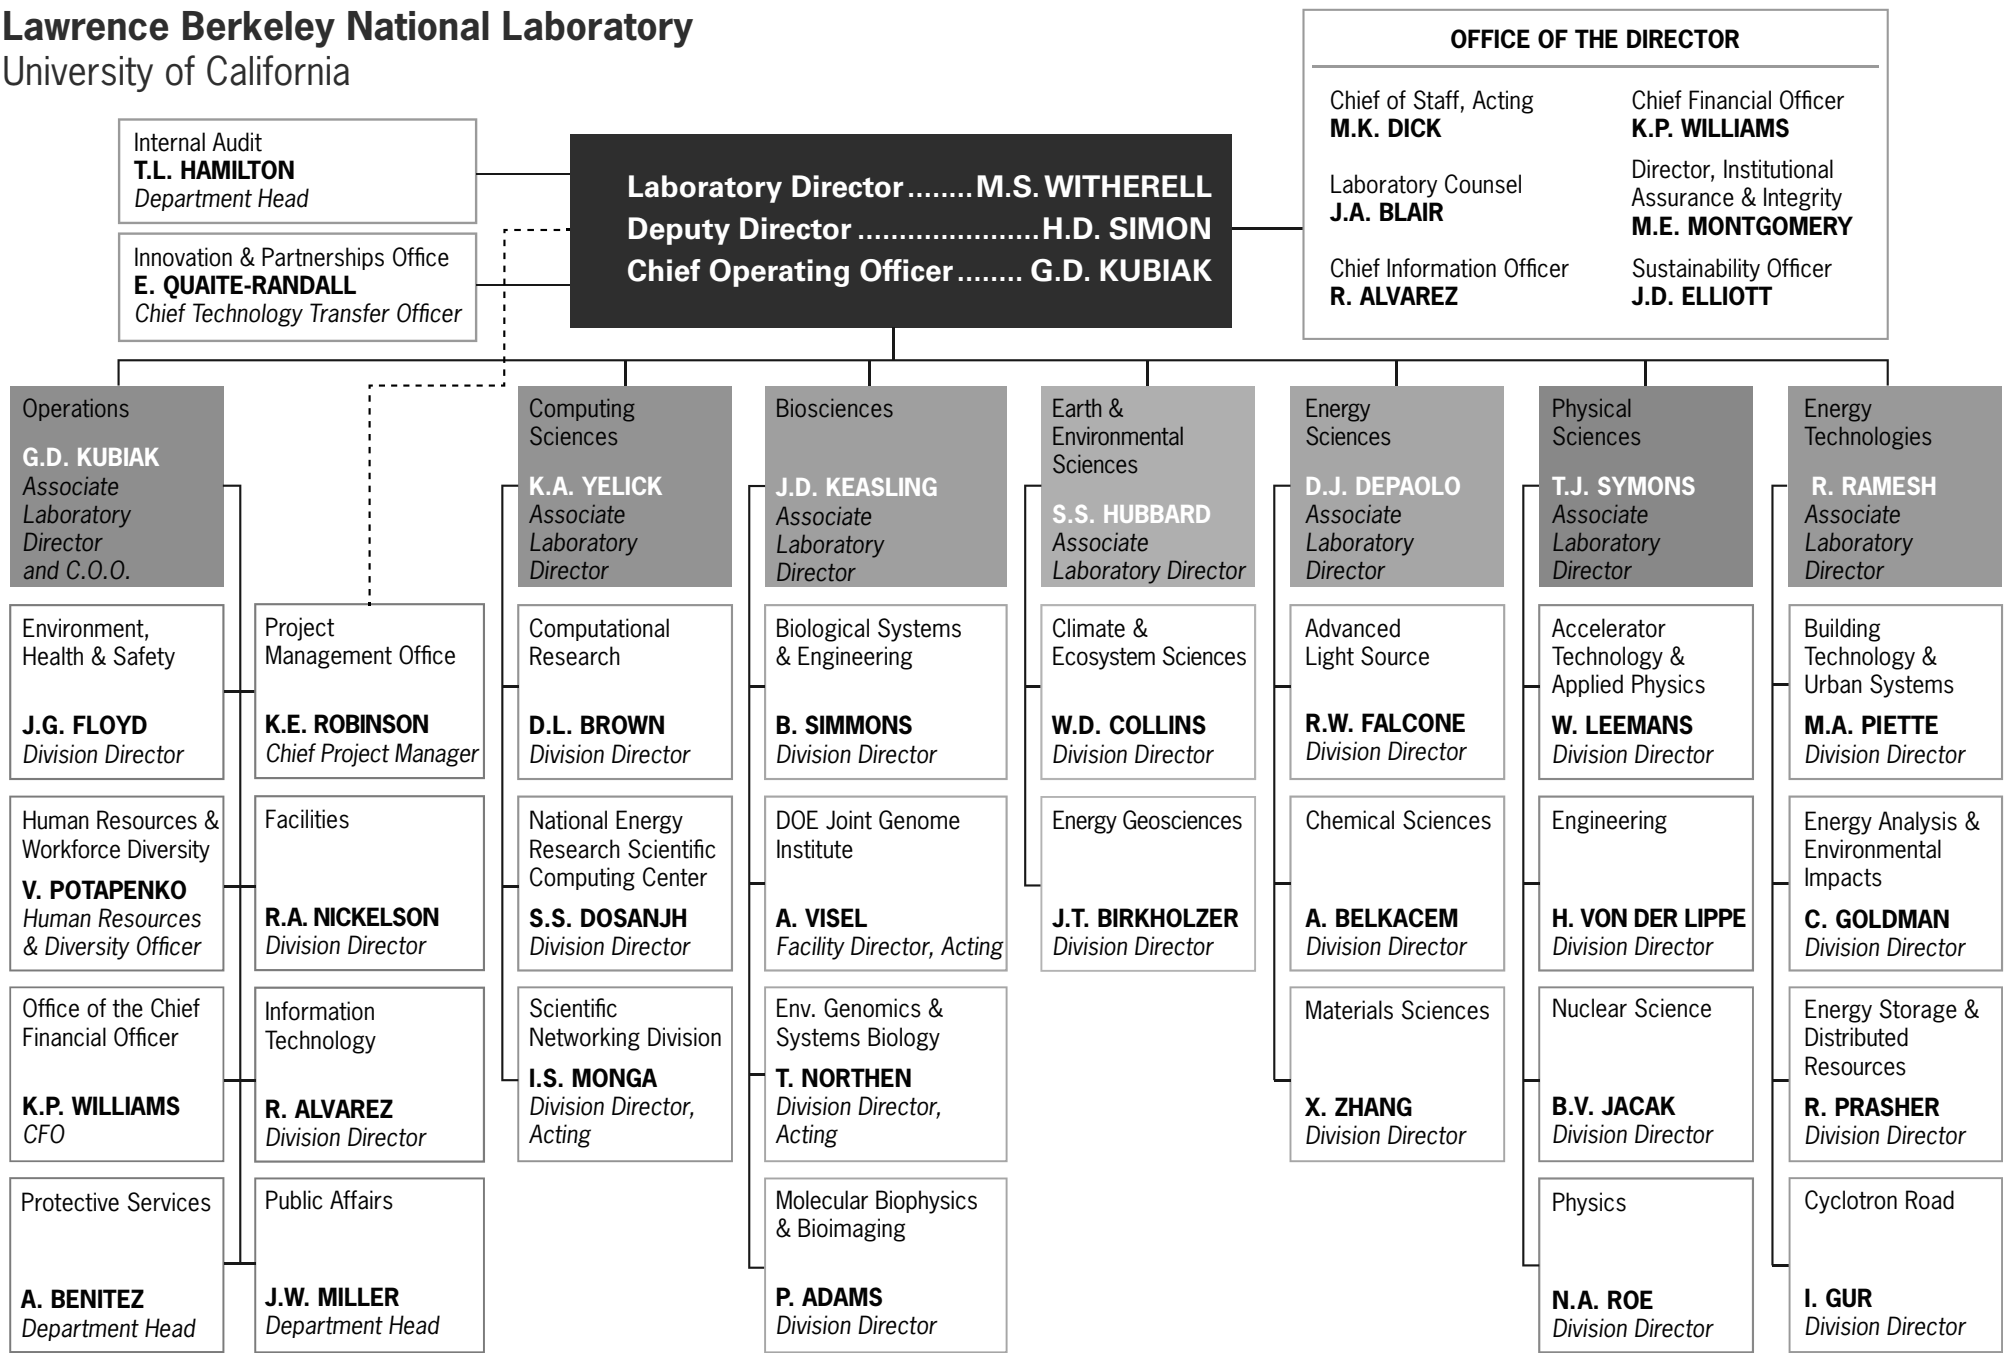 Lawrence Berkeley National Laboratory
University of California
OFFICE OF THE DIRECTOR
Chief of Staff, Acting
M.K. DICK
Chief Financial Officer
K.P. WILLIAMS
Laboratory Counsel
J.A. BLAIR
Director, Institutional
Assurance & Integrity
M.E. MONTGOMERY
Chief Information Officer
R. ALVAREZ
Sustainability Officer
J.D. ELLIOTT
Internal Audit
T.L. HAMILTON
Department Head
Innovation & Partnerships Office
E. QUAITE-RANDALL
Chief Technology Transfer Officer
Laboratory Director ........ M.S. WITHERELL
Deputy Director ...................... H.D. SIMON
Chief Operating Officer ........ G.D. KUBIAK
Operations
G.D. KUBIAK
Associate
Laboratory
Director
and C.O.O.
Environment,
Health & Safety
J.G. FLOYD
Division Director
Project
Management Office
K.E. ROBINSON
Chief Project Manager
Human Resources &
Workforce Diversity
V. POTAPENKO
Human Resources
& Diversity Officer
Facilities
R.A. NICKELSON
Division Director
Office of the Chief
Financial Officer
K.P. WILLIAMS
CFO
Information
Technology
R. ALVAREZ
Division Director
Protective Services
A. BENITEZ
Department Head
Public Affairs
J.W. MILLER
Department Head
Computing
Sciences
K.A. YELICK
Associate
Laboratory
Director
Computational
Research
D.L. BROWN
Division Director
National Energy
Research Scientific
Computing Center
S.S. DOSANJH
Division Director
Scientific
Networking Division
I.S. MONGA
Division Director,
Acting
Biosciences
J.D. KEASLING
Associate
Laboratory
Director
Biological Systems
& Engineering
B. SIMMONS
Division Director
DOE Joint Genome
Institute
A. VISEL
Facility Director, Acting
Env. Genomics &
Systems Biology
T. NORTHEN
Division Director,
Acting
Molecular Biophysics
& Bioimaging
P. ADAMS
Division Director
Earth &
Environmental
Sciences
S.S. HUBBARD
Associate
Laboratory Director
Climate &
Ecosystem Sciences
W.D. COLLINS
Division Director
Energy Geosciences
J.T. BIRKHOLZER
Division Director
Energy
Sciences
D.J. DEPAOLO
Associate
Laboratory
Director
Advanced
Light Source
R.W. FALCONE
Division Director
Chemical Sciences
A. BELKACEM
Division Director
Materials Sciences
X. ZHANG
Division Director
Physical
Sciences
T.J. SYMONS
Associate
Laboratory
Director
Accelerator
Technology &
Applied Physics
W. LEEMANS
Division Director
Engineering
H. VON DER LIPPE
Division Director
Nuclear Science
B.V. JACAK
Division Director
Physics
N.A. ROE
Division Director
Energy
Technologies
R. RAMESH
Associate
Laboratory
Director
Building
Technology &
Urban Systems
M.A. PIETTE
Division Director
Energy Analysis &
Environmental
Impacts
C. GOLDMAN
Division Director
Energy Storage &
Distributed
Resources
R. PRASHER
Division Director
Cyclotron Road
I. GUR
Division Director